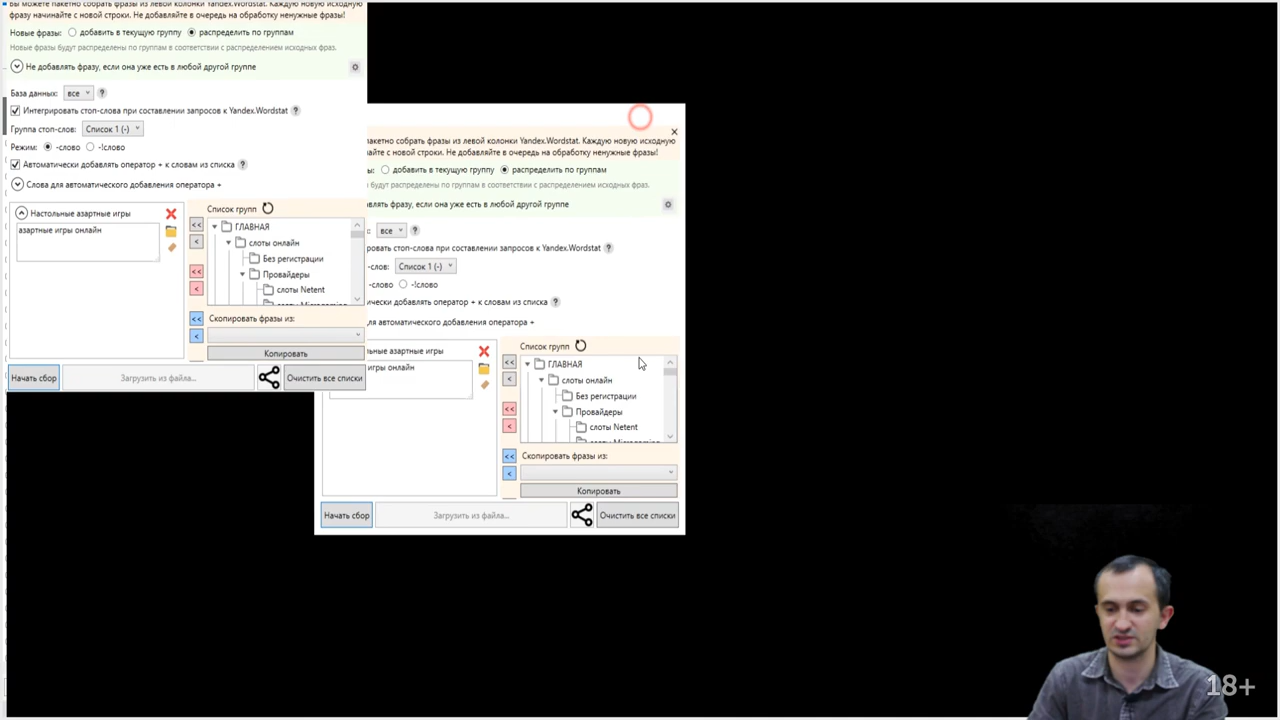 Вы можете пакетно собрать фразы из левой колонки Yandex.Wordstat. Каждую новую исходную
фразу начинайте с новой строки. Не добавляйте в очередь на обработку ненужные фразы!
Новые фразы: добавить в текущую группу распределить по группам
Новые фразы будут распределены по группам в соответствии с распределением исходных фраз.
Не добавлять фразу, если она уже есть в любой другой группе
База данных: все ?
Интегрировать стоп-слова при составлении запросов к Yandex.Wordstat ?
Группа стоп-слов: Список 1 (-)
Режим: -слово -!слово
Автоматически добавлять оператор + к словам из списка ?
Слова для автоматического добавления оператора +
Настольные азартные игры
азартные игры онлайн
<<
<
<<
<
<<
<
Список групп
ГЛАВНАЯ
слоты онлайн
Без регистрации
Провайдеры
слоты Netent
слоты Microgaming
Скопировать фразы из:
Копировать
Начать сбор
Загрузить из файла...
Очистить все списки
пакетно собрать фразы из левой колонки Yandex.Wordstat. Каждую новую исходную
йте с новой строки. Не добавляйте в очередь на обработку ненужные фразы!
ы: добавить в текущую группу распределить по группам
будут распределены по группам в соответствии с распределением исходных фраз.
влять фразу, если она уже есть в любой другой группе
: все ?
ровать стоп-слова при составлении запросов к Yandex.Wordstat ?
-слов: Список 1 (-)
-слово -!слово
ически добавлять оператор + к словам из списка ?
для автоматического добавления оператора +
льные азартные игры
игры онлайн
<<
<
<<
<
<<
<
Список групп
ГЛАВНАЯ
слоты онлайн
Без регистрации
Провайдеры
слоты Netent
слоты Microgaming
Скопировать фразы из:
Копировать
Начать сбор
Загрузить из файла...
Очистить все списки
18+